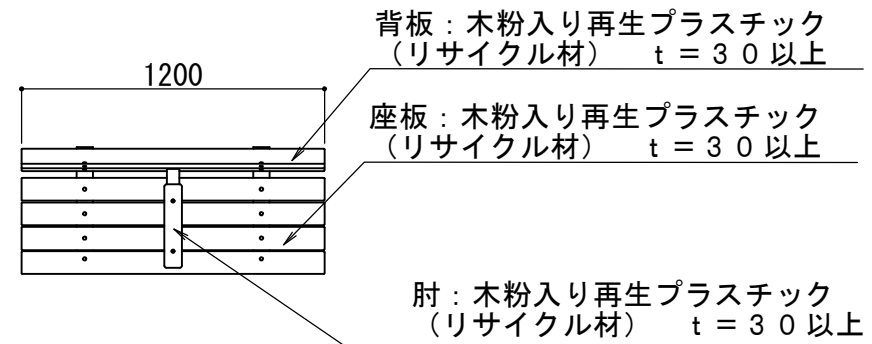 背板：木粉入り再生プラスチック
（リサイクル材）　ｔ＝３０以上
1200
座板：木粉入り再生プラスチック
（リサイクル材）　ｔ＝３０以上
肘：木粉入り再生プラスチック
（リサイクル材）　ｔ＝３０以上